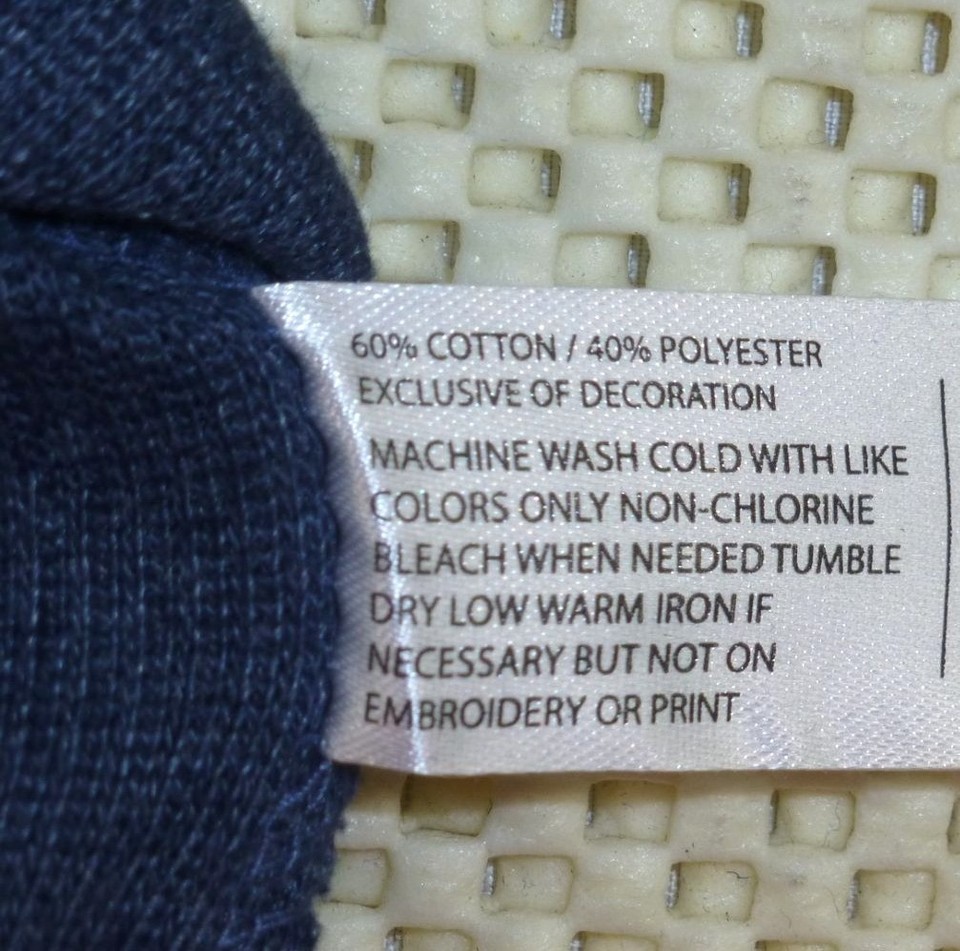 60% COTTON / 40% POLYESTER
EXCLUSIVE OF DECORATION
MACHINE WASH COLD WITH LIKE
COLORS ONLY NON-CHLORINE
BLEACH WHEN NEEDED TUMBLE
DRY LOW WARM IRON IF
NECESSARY BUT NOT ON
EMBROIDERY OR PRINT